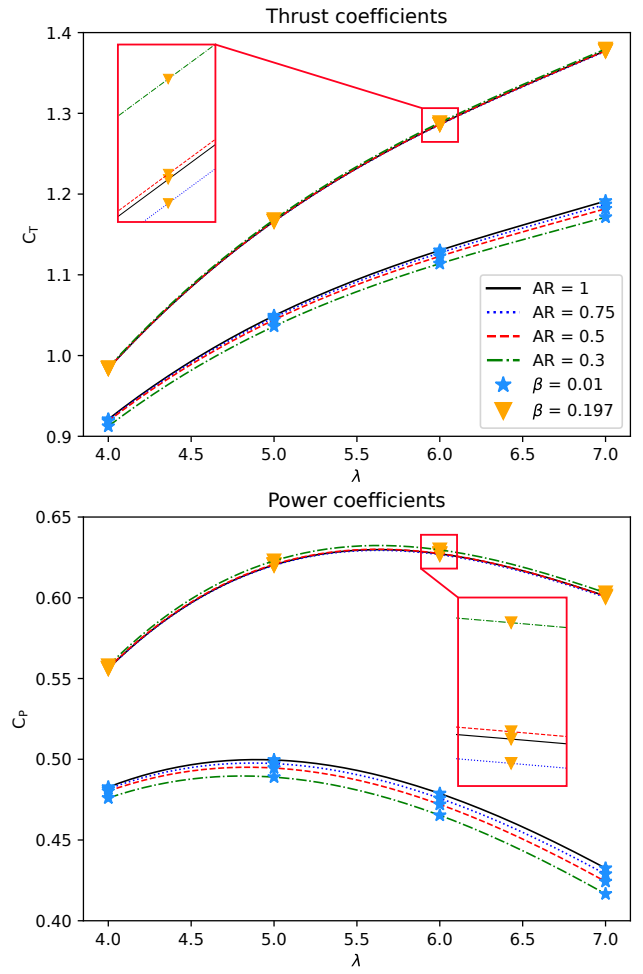 Thrust coefficients
1.4
1.3
1.2
1.1
1.0
0.9
C_T
AR = 1
AR = 0.75
AR = 0.5
AR = 0.3
β = 0.01
β = 0.197
4.0 4.5 5.0 5.5 6.0 6.5 7.0
λ
Power coefficients
0.65
0.60
0.55
0.50
0.45
0.40
C_P
4.0 4.5 5.0 5.5 6.0 6.5 7.0
λ